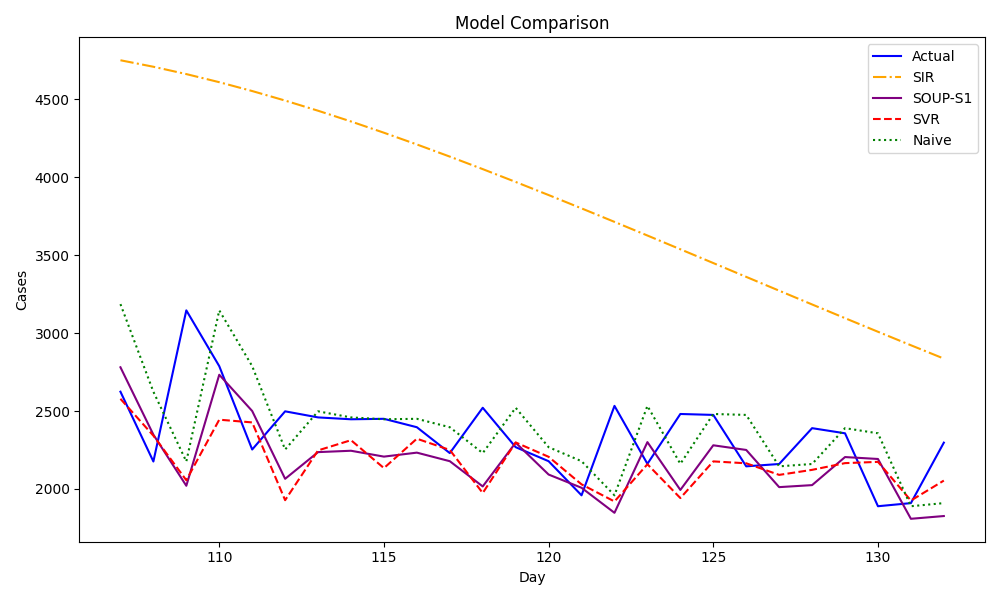 Model Comparison
Actual
SIR
SOUP-S1
SVR
Naive
Cases
4500
4000
3500
3000
2500
2000
110
115
120
125
130
Day